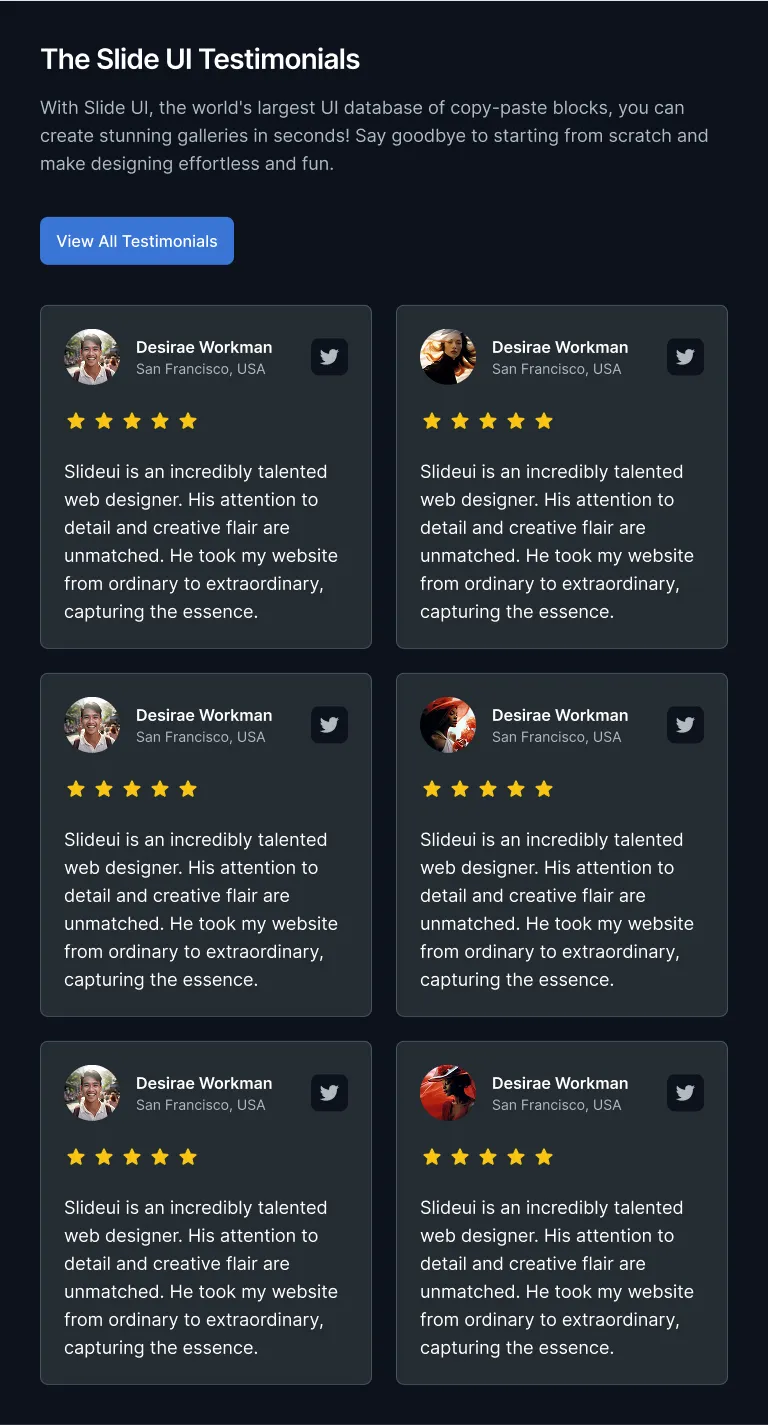 The Slide UI Testimonials
With Slide UI, the world's largest UI database of copy-paste blocks, you can
create stunning galleries in seconds! Say goodbye to starting from scratch and
make designing effortless and fun.
View All Testimonials
Desirae Workman
San Francisco, USA
Slideui is an incredibly talented
web designer. His attention to
detail and creative flair are
unmatched. He took my website
from ordinary to extraordinary,
capturing the essence.
Desirae Workman
San Francisco, USA
Slideui is an incredibly talented
web designer. His attention to
detail and creative flair are
unmatched. He took my website
from ordinary to extraordinary,
capturing the essence.
Desirae Workman
San Francisco, USA
Slideui is an incredibly talented
web designer. His attention to
detail and creative flair are
unmatched. He took my website
from ordinary to extraordinary,
capturing the essence.
Desirae Workman
San Francisco, USA
Slideui is an incredibly talented
web designer. His attention to
detail and creative flair are
unmatched. He took my website
from ordinary to extraordinary,
capturing the essence.
Desirae Workman
San Francisco, USA
Slideui is an incredibly talented
web designer. His attention to
detail and creative flair are
unmatched. He took my website
from ordinary to extraordinary,
capturing the essence.
Desirae Workman
San Francisco, USA
Slideui is an incredibly talented
web designer. His attention to
detail and creative flair are
unmatched. He took my website
from ordinary to extraordinary,
capturing the essence.